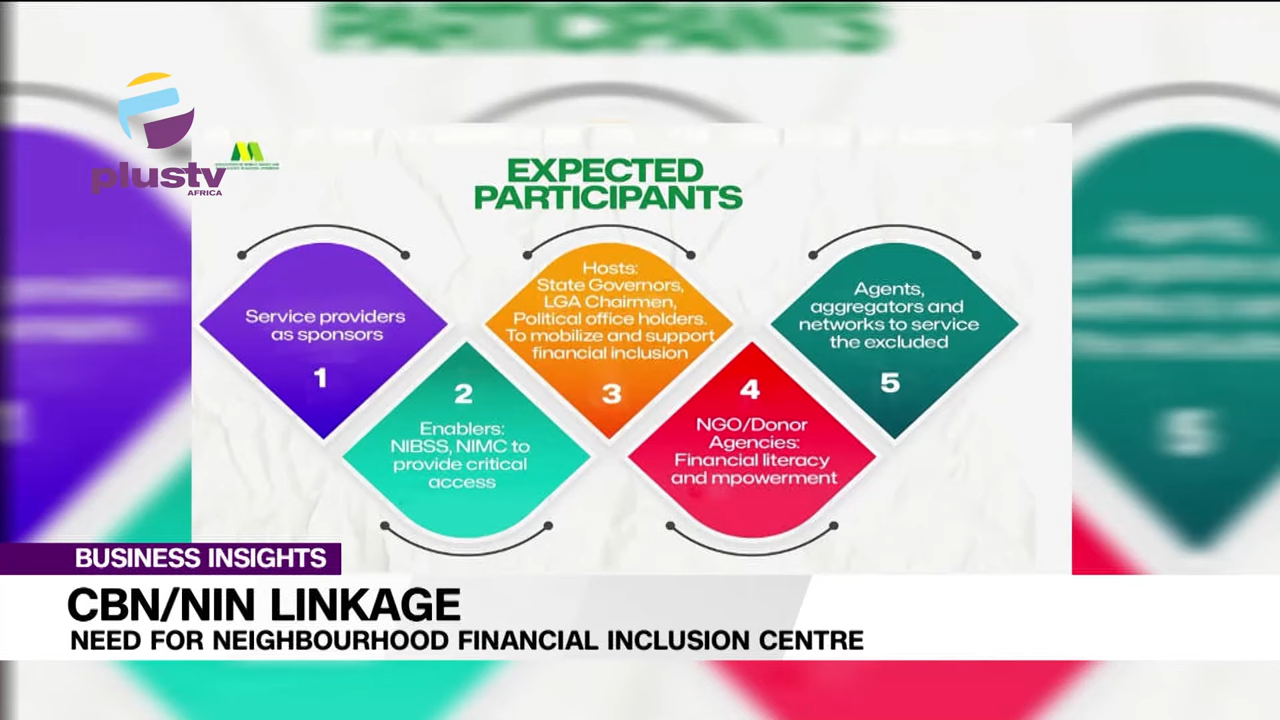 PARTICIPANTS
plustv
AFRICA
EXPECTED
PARTICIPANTS
Service providers
as sponsors
1
2
Enablers:
NIBSS, NIMC to
provide critical
access
Hosts:
State Governors,
LGA Chairmen,
Political office holders.
To mobilize and support
financial inclusion
3
4
NGO/Donor
Agencies:
Financial literacy
and mpowerment
Agents,
aggregators and
networks to service
the excluded
5
5
BUSINESS INSIGHTS
CBN/NIN LINKAGE
NEED FOR NEIGHBOURHOOD FINANCIAL INCLUSION CENTRE